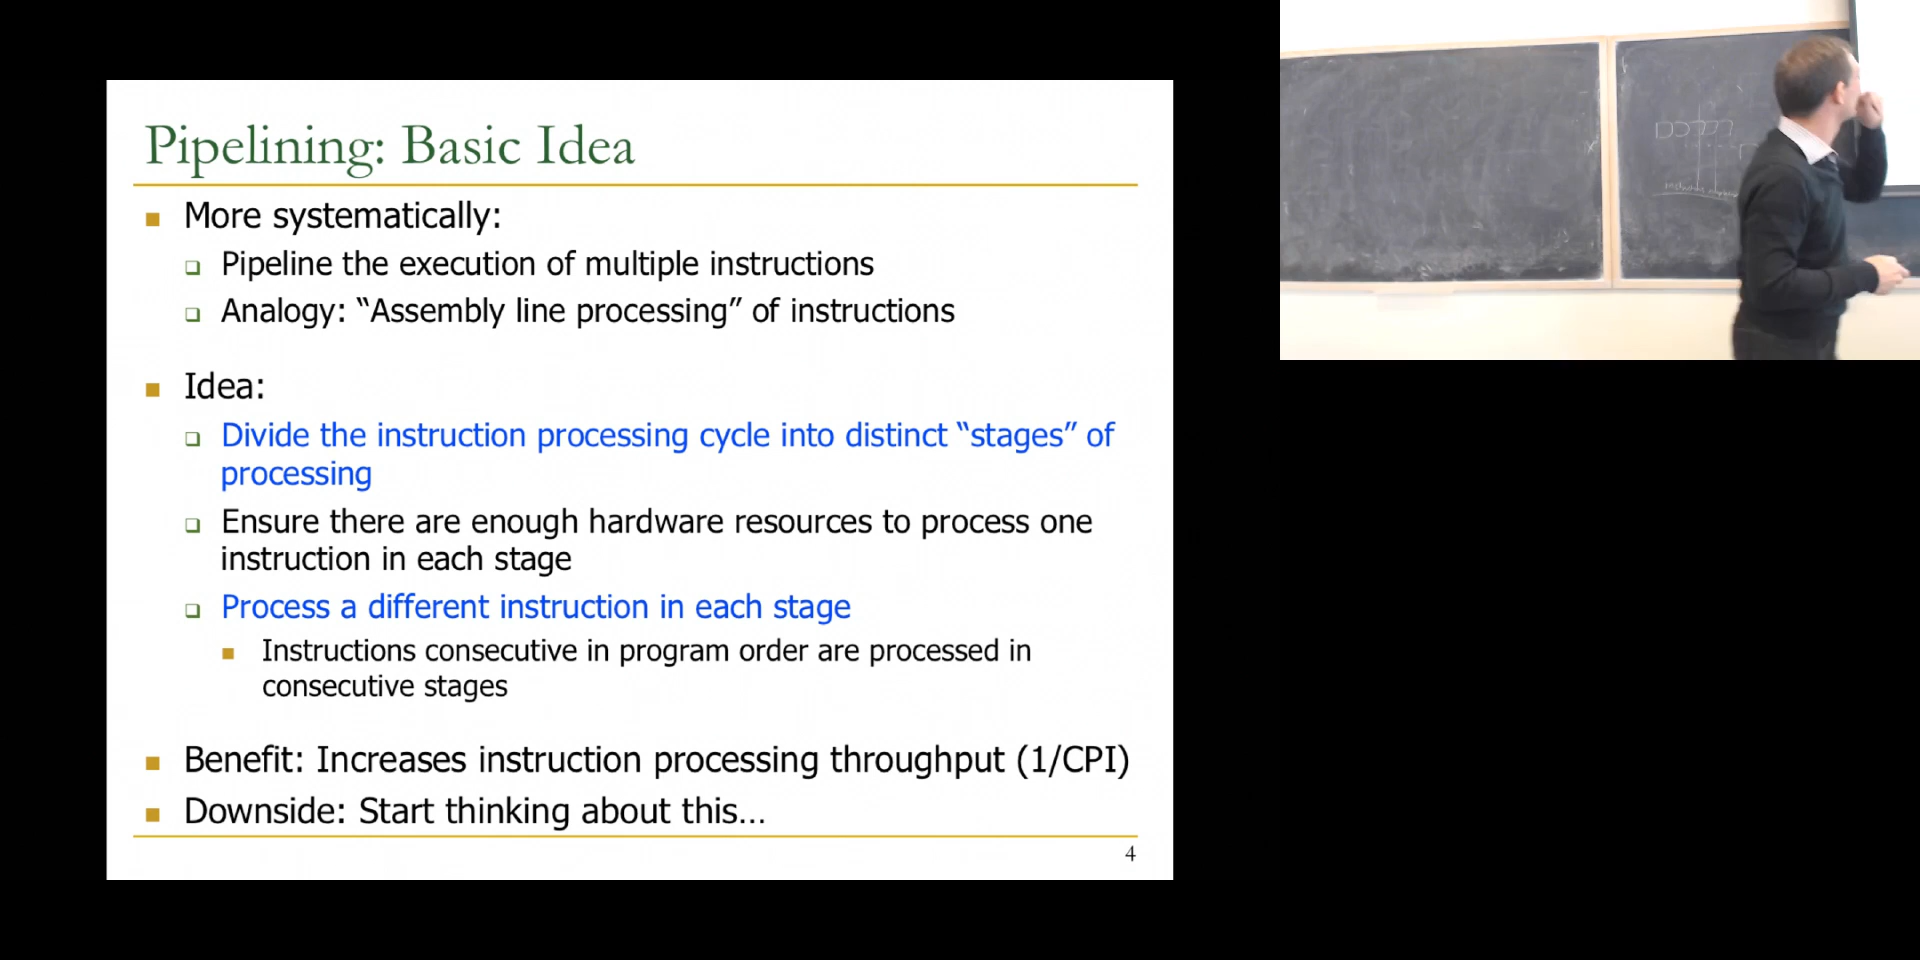 Pipelining: Basic Idea
More systematically:
Pipeline the execution of multiple instructions
Analogy: “Assembly line processing” of instructions
Idea:
Divide the instruction processing cycle into distinct “stages” of
processing
Ensure there are enough hardware resources to process one
instruction in each stage
Process a different instruction in each stage
Instructions consecutive in program order are processed in
consecutive stages
Benefit: Increases instruction processing throughput (1/CPI)
Downside: Start thinking about this…
4